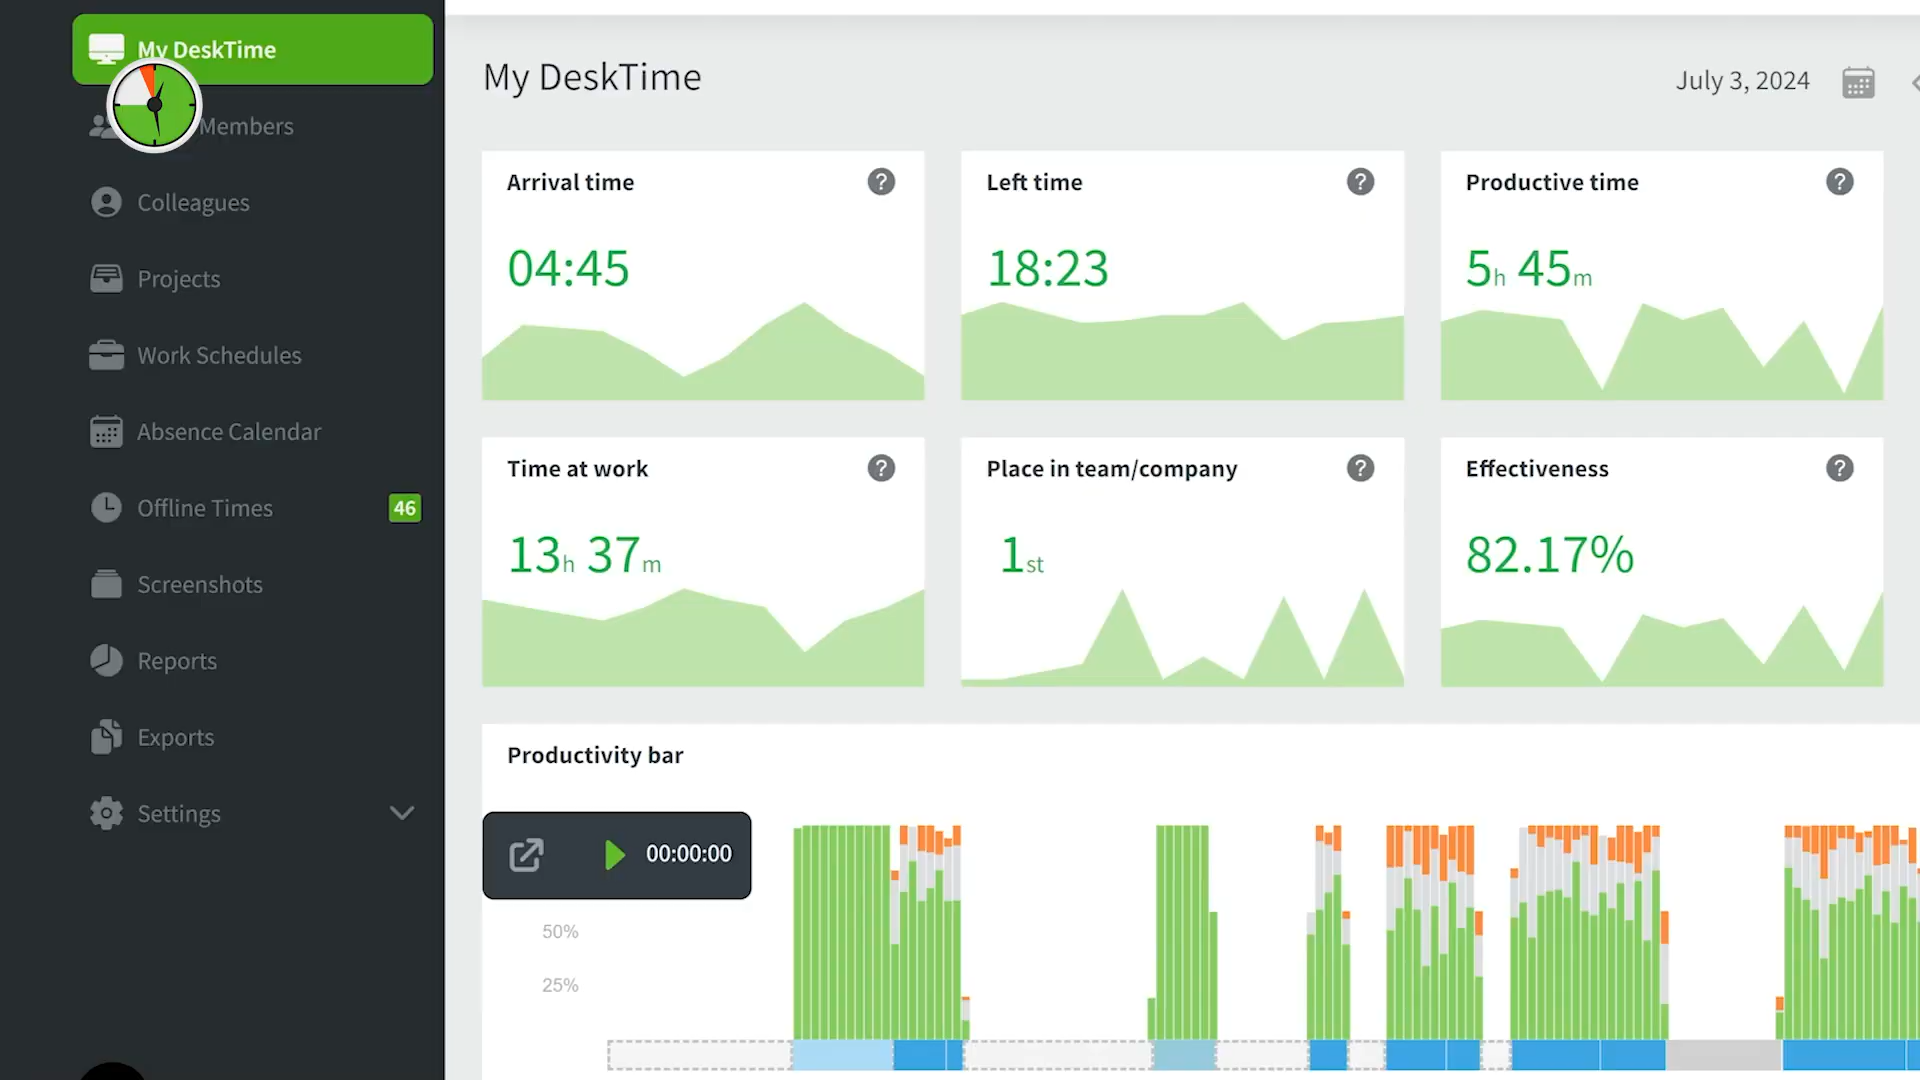 My DeskTime
Members
Colleagues
Projects
Work Schedules
Absence Calendar
Offline Times
46
Screenshots
Reports
Exports
Settings
My DeskTime
July 3, 2024
Arrival time
?
04:45
Left time
?
18:23
Productive time
?
5h 45m
Time at work
?
13h 37m
Place in team/company
?
1st
Effectiveness
?
82.17%
Productivity bar
00:00:00
50%
25%